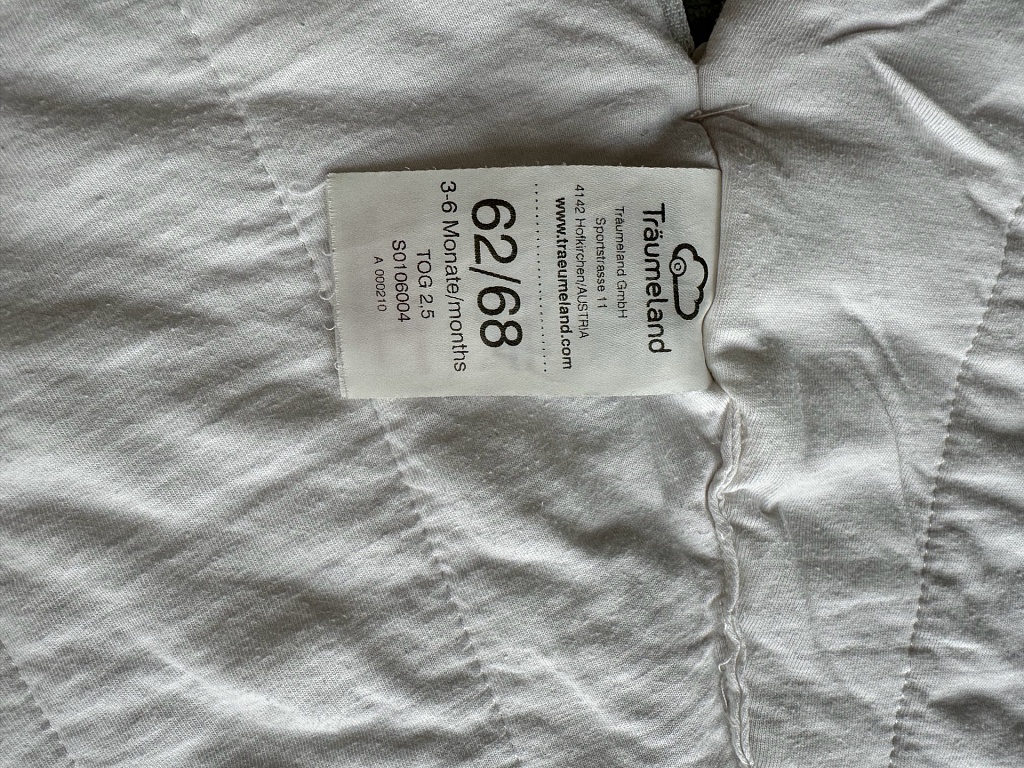 Träumeland
Träumeland GmbH
Sportstrasse 11
4142 Hofkirchen/AUSTRIA
www.traeumeland.com
62/68
3-6 Monate/months
TOG 2,5
S0106004
A 000210